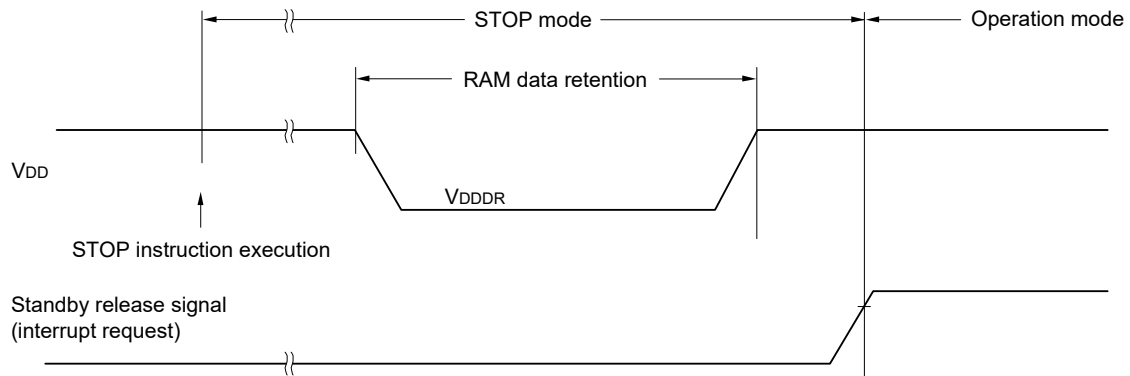 STOP mode
Operation mode
RAM data retention
VDD
VDDDR
STOP instruction execution
Standby release signal
(interrupt request)